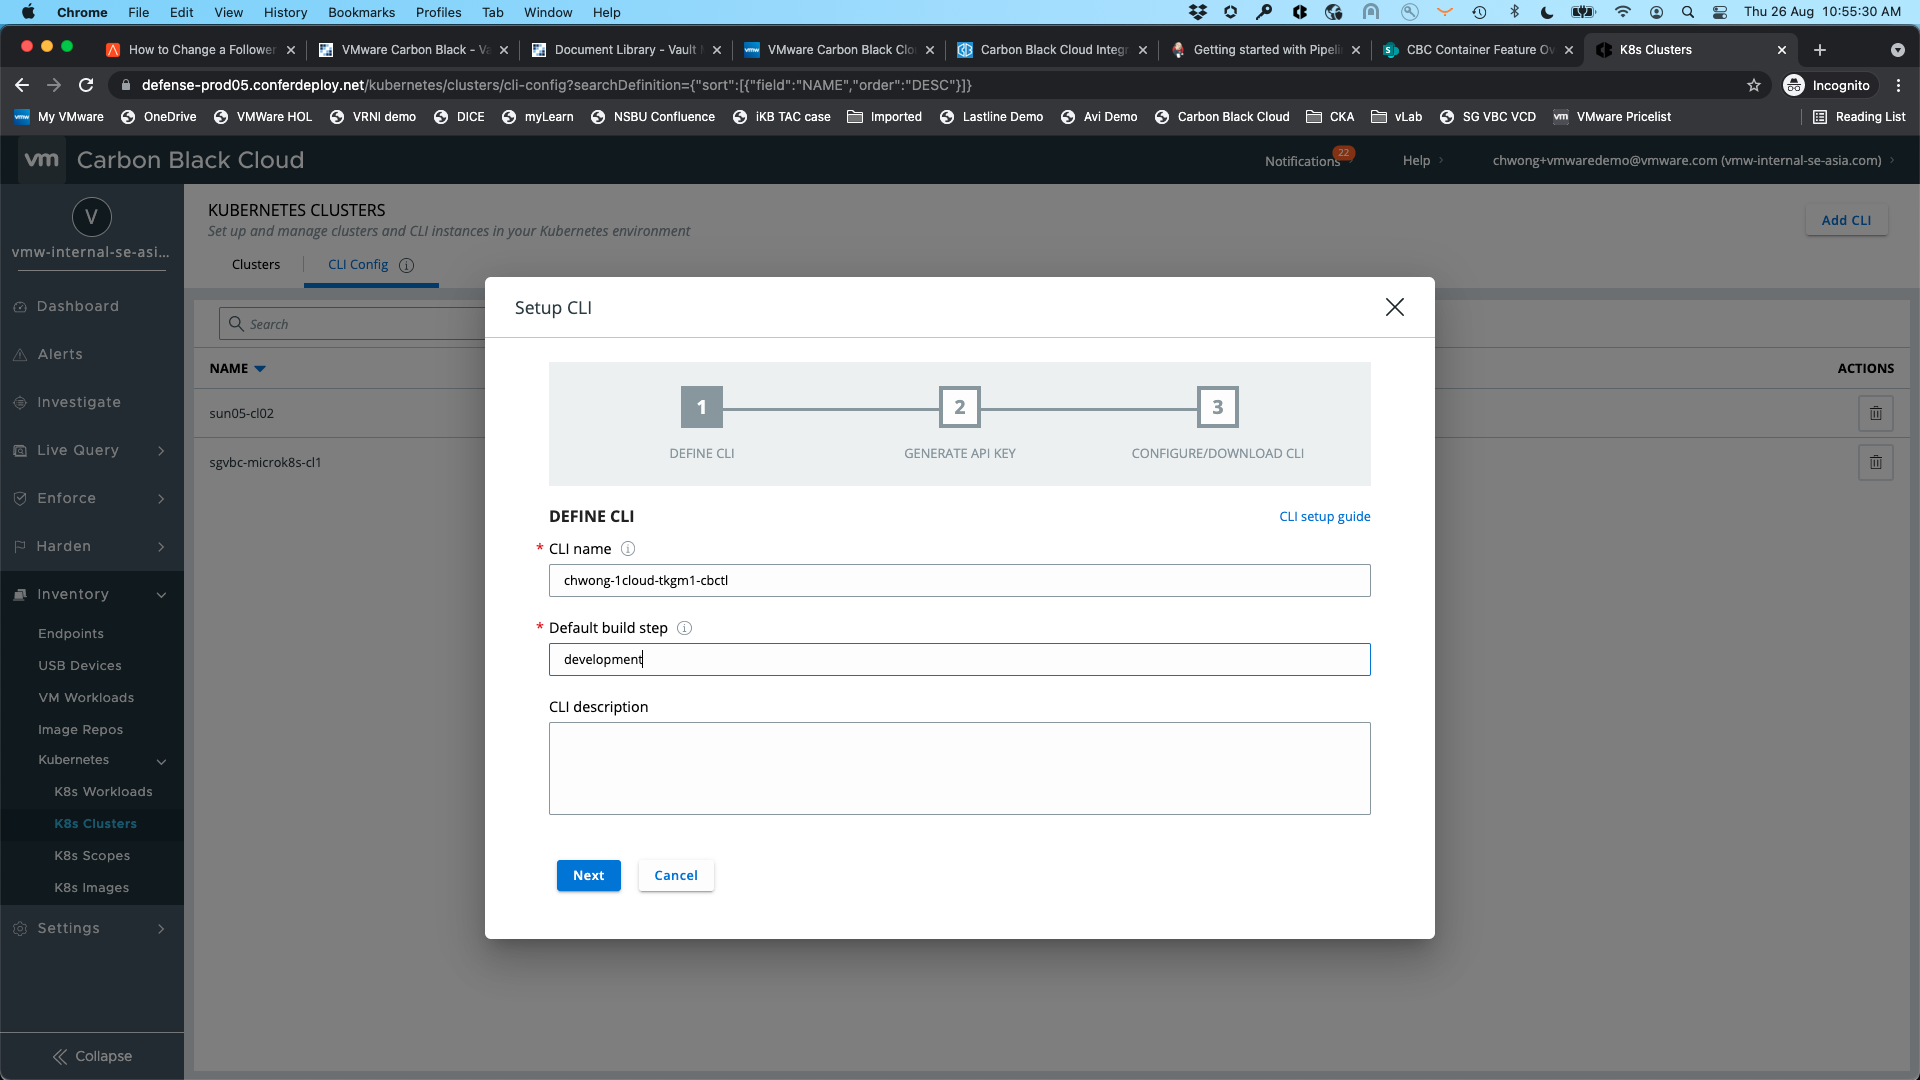 Chrome File Edit View History Bookmarks Profiles Tab Window Help Thu 26 Aug 10:55:30 AM
How to Change a Follower VMware Carbon Black - Va Document Library - Vault VMware Carbon Black Clou Carbon Black Cloud Integr Getting started with Pipelin CBC Container Feature Ov K8s Clusters
defense-prod05.conferdeploy.net/kubernetes/clusters/cli-config?searchDefinition={"sort":[{"field":"NAME","order":"DESC"}]} Incognito
My VMware OneDrive VMWare HOL VRNI demo DICE myLearn NSBU Confluence iKB TAC case Imported Lastline Demo Avi Demo Carbon Black Cloud CKA vLab SG VBC VCD VMware Pricelist Reading List
vm Carbon Black Cloud Notifications 22 Help chwong+vmwaredemo@vmware.com (vmw-internal-se-asia.com)
V
vmw-internal-se-asi...
Dashboard
Alerts
Investigate
Live Query
Enforce
Harden
Inventory
Endpoints
USB Devices
VM Workloads
Image Repos
Kubernetes
K8s Workloads
K8s Clusters
K8s Scopes
K8s Images
Settings
Collapse
KUBERNETES CLUSTERS
Set up and manage clusters and CLI instances in your Kubernetes environment
Add CLI
Clusters CLI Config
Search
NAME ACTIONS
sun05-cl02
sgvbc-microk8s-cl1
Setup CLI
1 2 3
DEFINE CLI GENERATE API KEY CONFIGURE/DOWNLOAD CLI
DEFINE CLI CLI setup guide
* CLI name
chwong-1cloud-tkgm1-cbctl
* Default build step
development
CLI description
Next Cancel